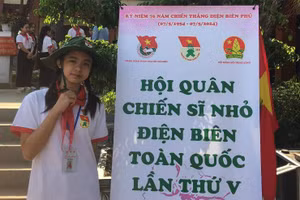 KỶ NIỆM 70 NĂM CHIẾN THẮNG ĐIỆN BIÊN PHỦ
(07/5/1954 - 07/5/2024)
HỘI QUÂN
CHIẾN SĨ NHỎ
ĐIỆN BIÊN
TOÀN QUỐC
LẦN THỨ V